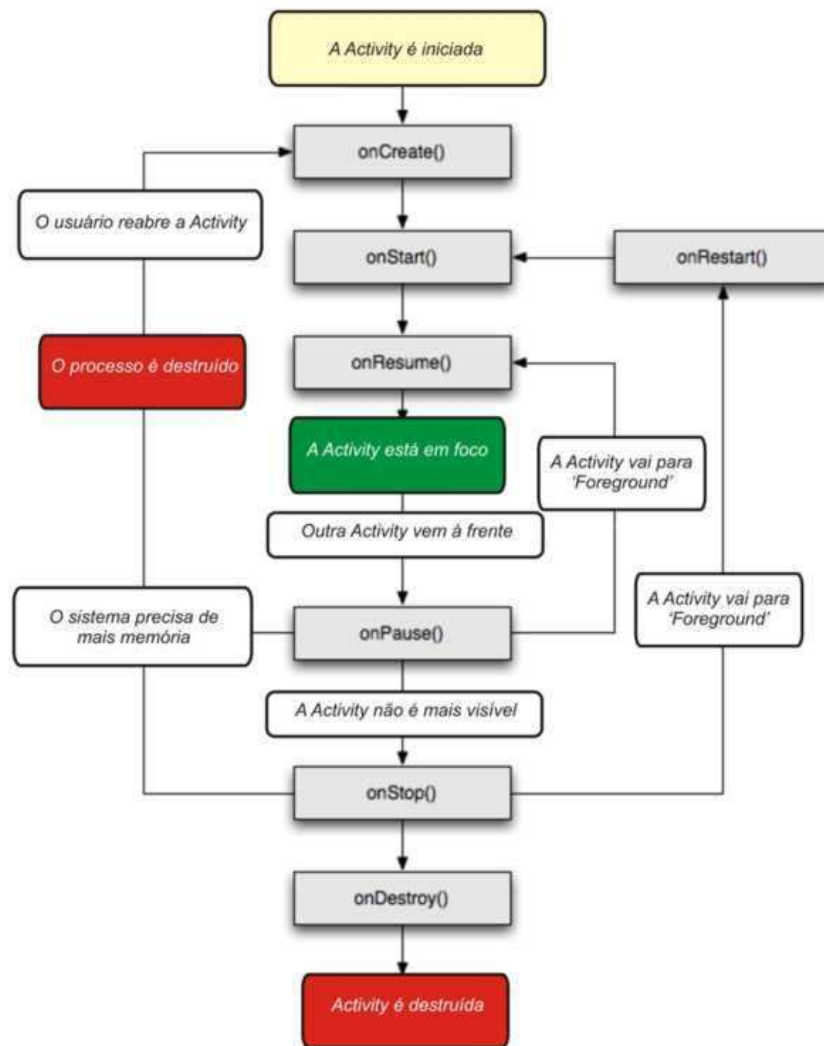 A Activity é iniciada
onCreate()
O usuário reabre a Activity
onStart()
onRestart()
O processo é destruído
onResume()
A Activity está em foco
A Activity vai para
‘Foreground’
Outra Activity vem à frente
O sistema precisa de
mais memória
onPause()
A Activity vai para
‘Foreground’
A Activity não é mais visível
onStop()
onDestroy()
Activity é destruída